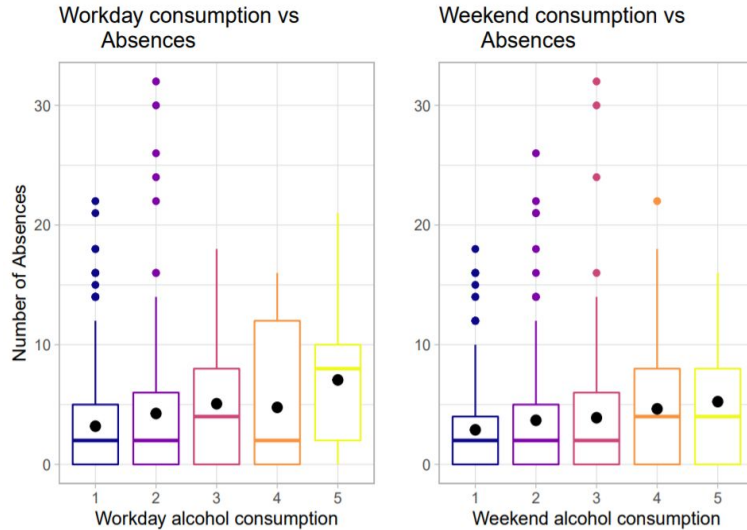 Workday consumption vs
Absences
Weekend consumption vs
Absences
Number of Absences
30
20
10
0
1 2 3 4 5
Workday alcohol consumption
30
20
10
0
1 2 3 4 5
Weekend alcohol consumption